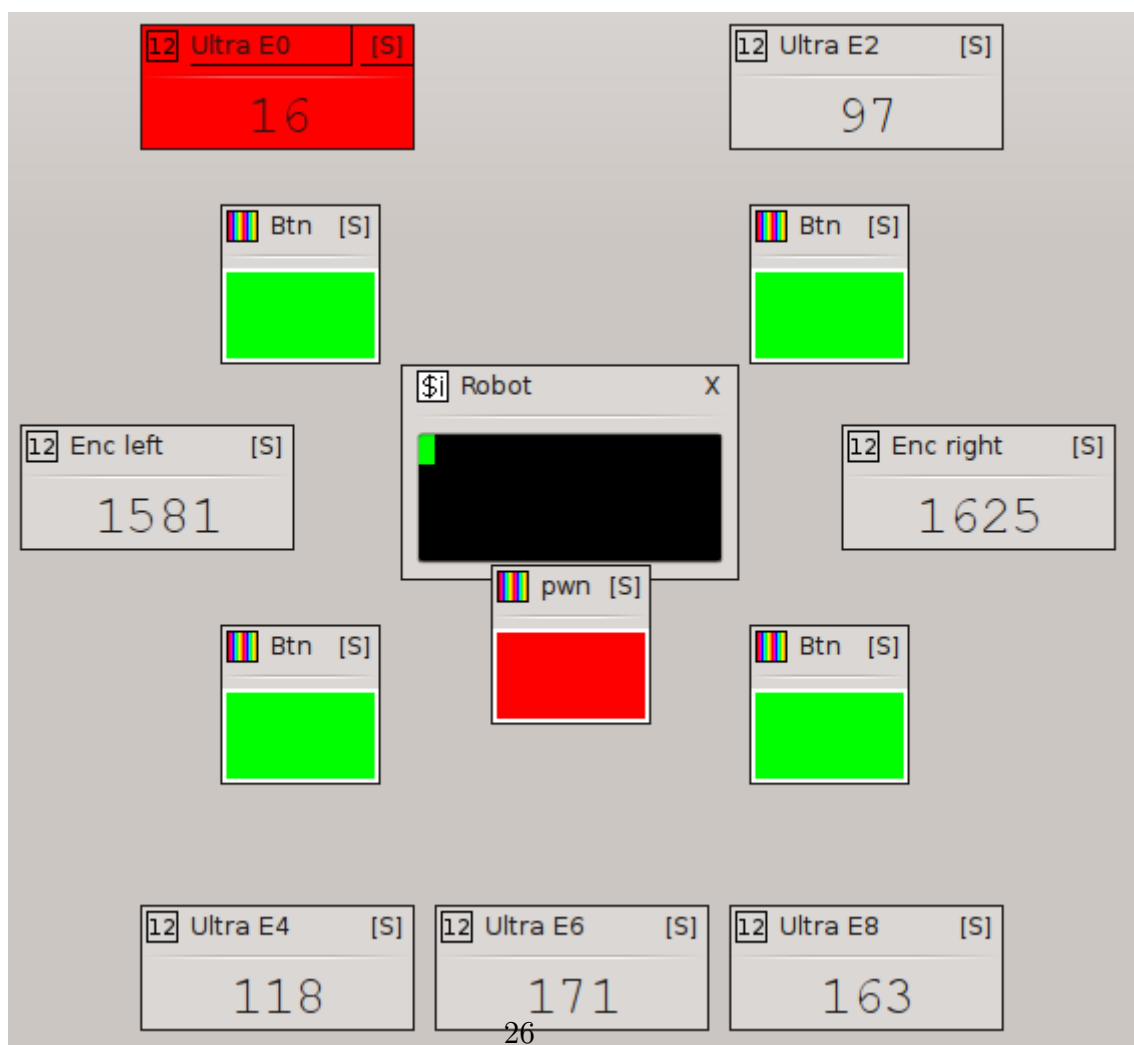 12 Ultra E0 [S]
16
12 Ultra E2 [S]
97
Btn [S]
Btn [S]
$i Robot X
12 Enc left [S]
1581
12 Enc right [S]
1625
pwn [S]
Btn [S]
Btn [S]
12 Ultra E4 [S]
118
12 Ultra E6 [S]
171
12 Ultra E8 [S]
163
26